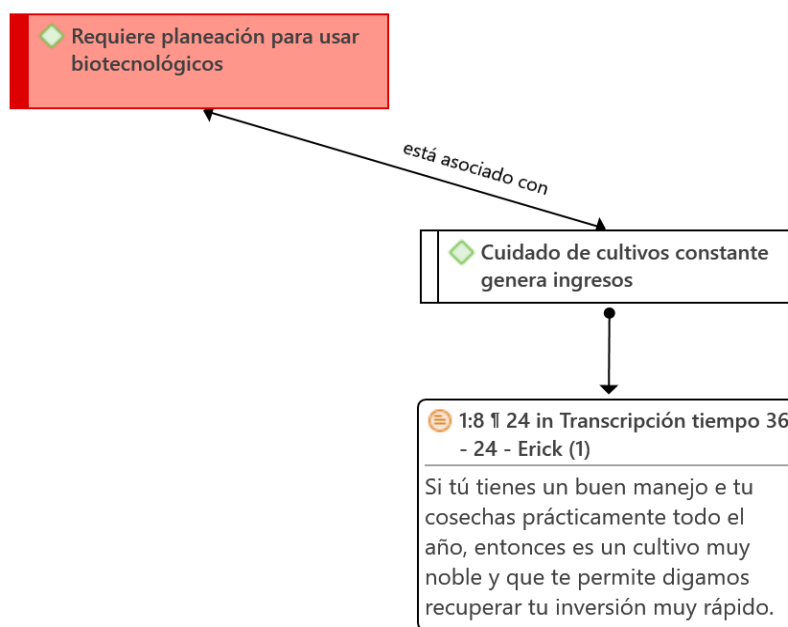 Requiere planeación para usar
biotecnológicos
está asociado con
Cuidado de cultivos constante
genera ingresos
1:8 ¶ 24 in Transcripción tiempo 36
- 24 - Erick (1)
Si tú tienes un buen manejo e tu
cosechas prácticamente todo el
año, entonces es un cultivo muy
noble y que te permite digamos
recuperar tu inversión muy rápido.